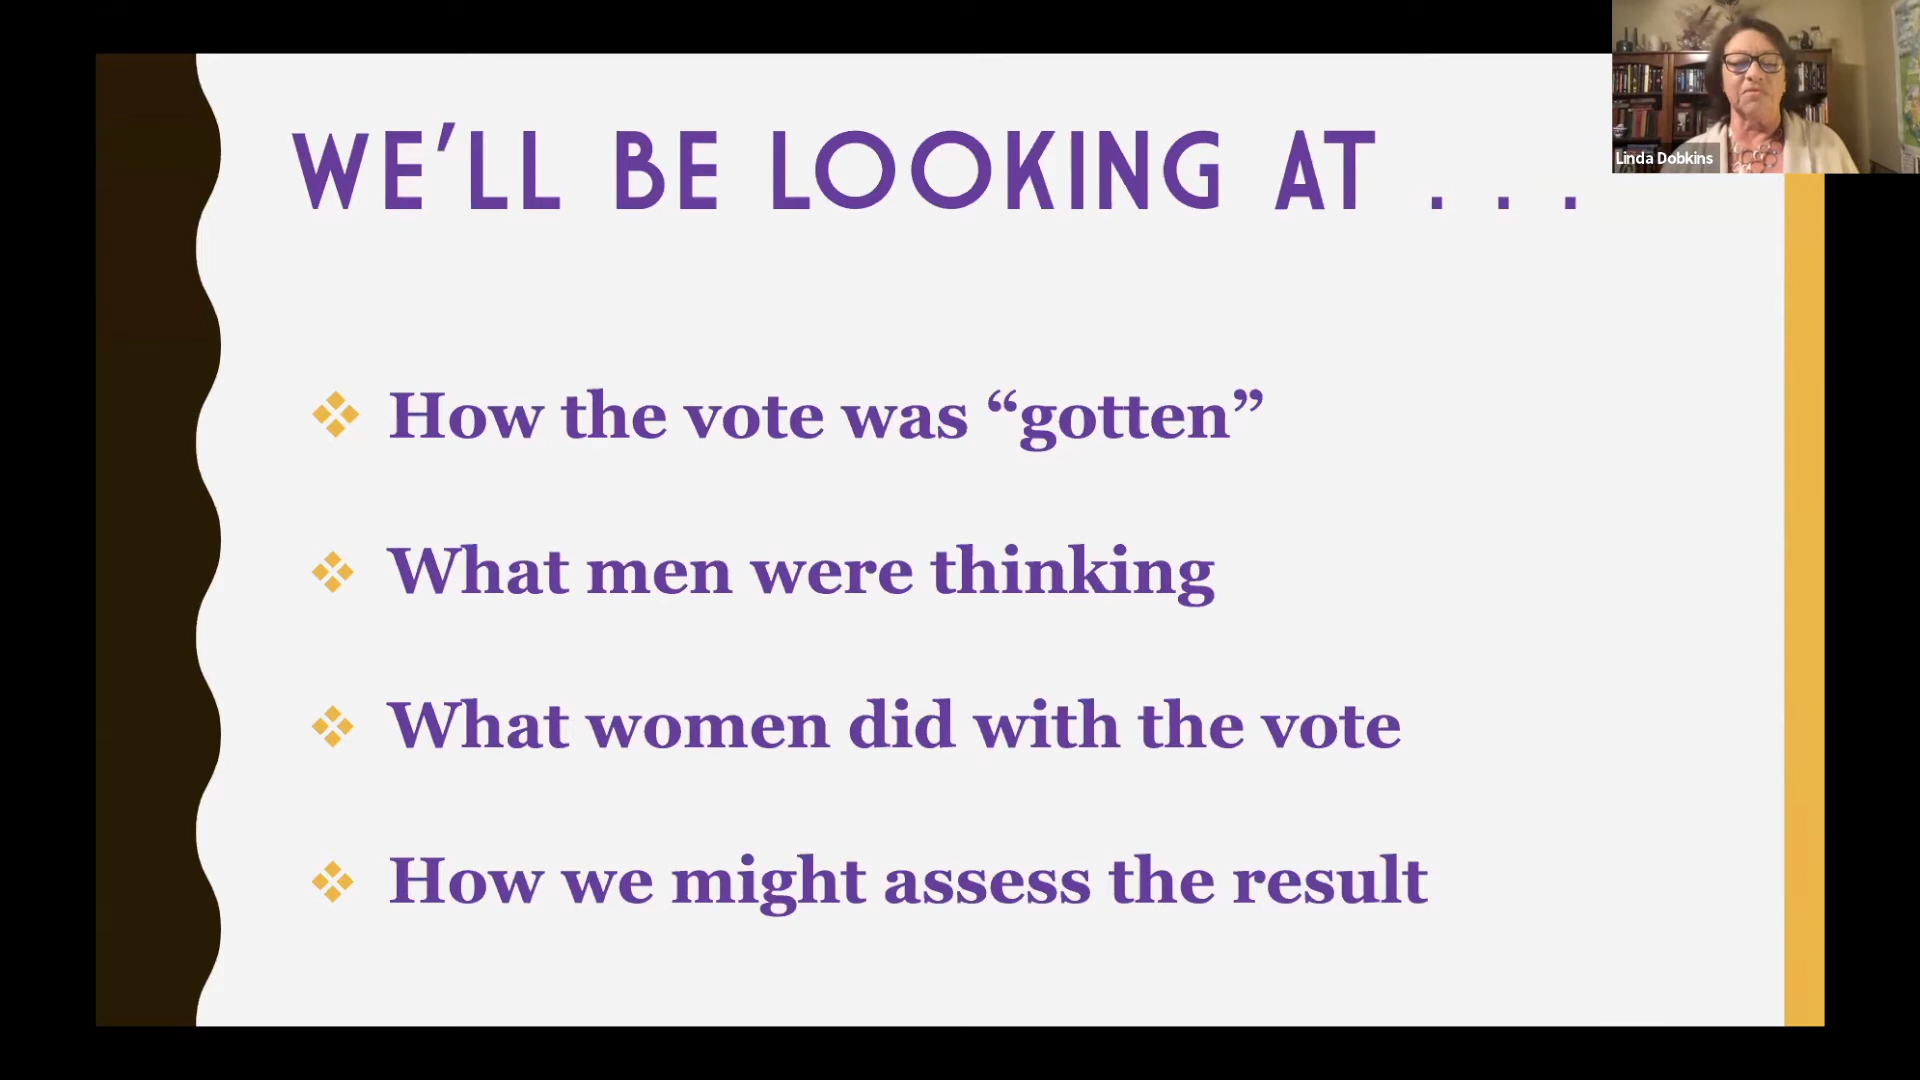 WE’LL BE LOOKING AT . . .
Linda Dobkins
How the vote was “gotten”
What men were thinking
What women did with the vote
How we might assess the result